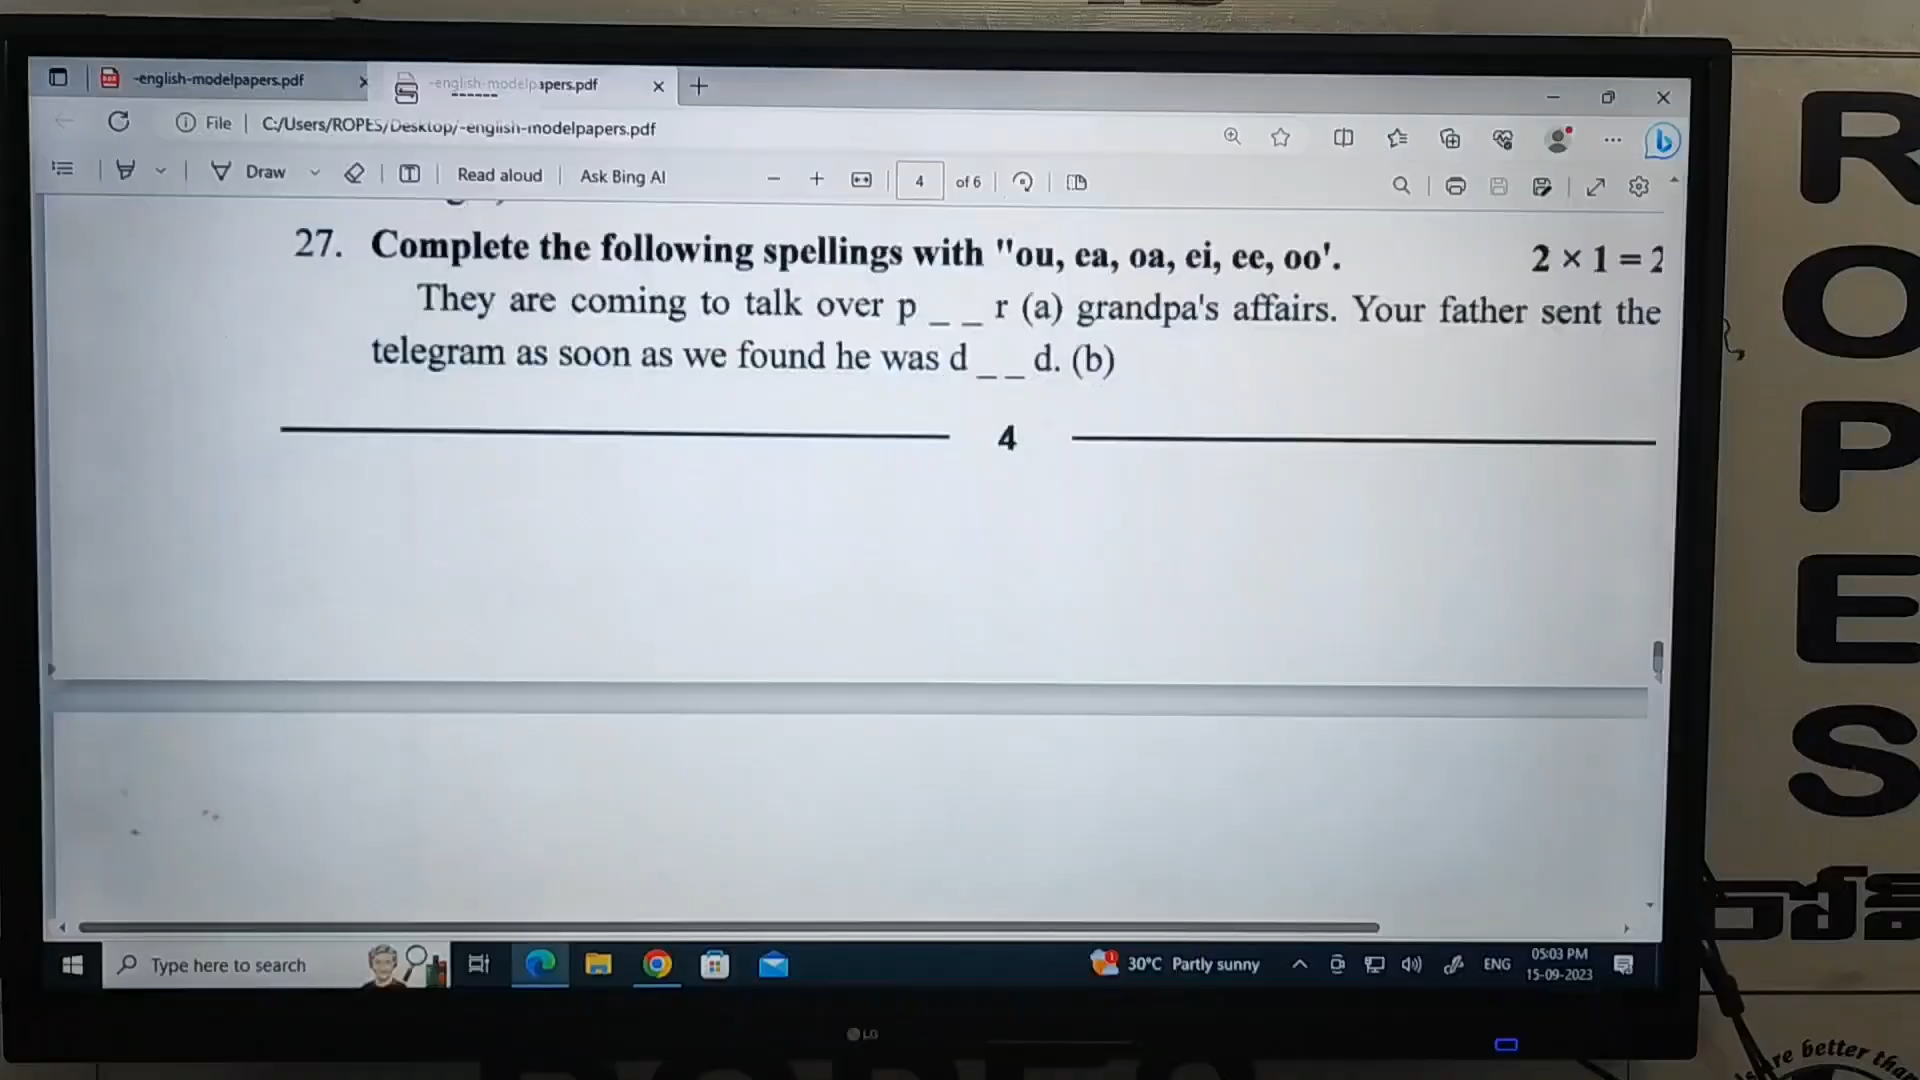 -english-modelpapers.pdf
-english-modelpapers.pdf
File
C:/Users/ROPES/Desktop/-english-modelpapers.pdf
Draw
Read aloud
Ask Bing AI
4 of 6
27. Complete the following spellings with "ou, ea, oa, ei, ee, oo'. 2 × 1 = 2
They are coming to talk over p _ _ r (a) grandpa's affairs. Your father sent the
telegram as soon as we found he was d _ _ d. (b)
4
Type here to search
30°C Partly sunny
ENG
05:03 PM
15-09-2023
LG
ROPES
better than